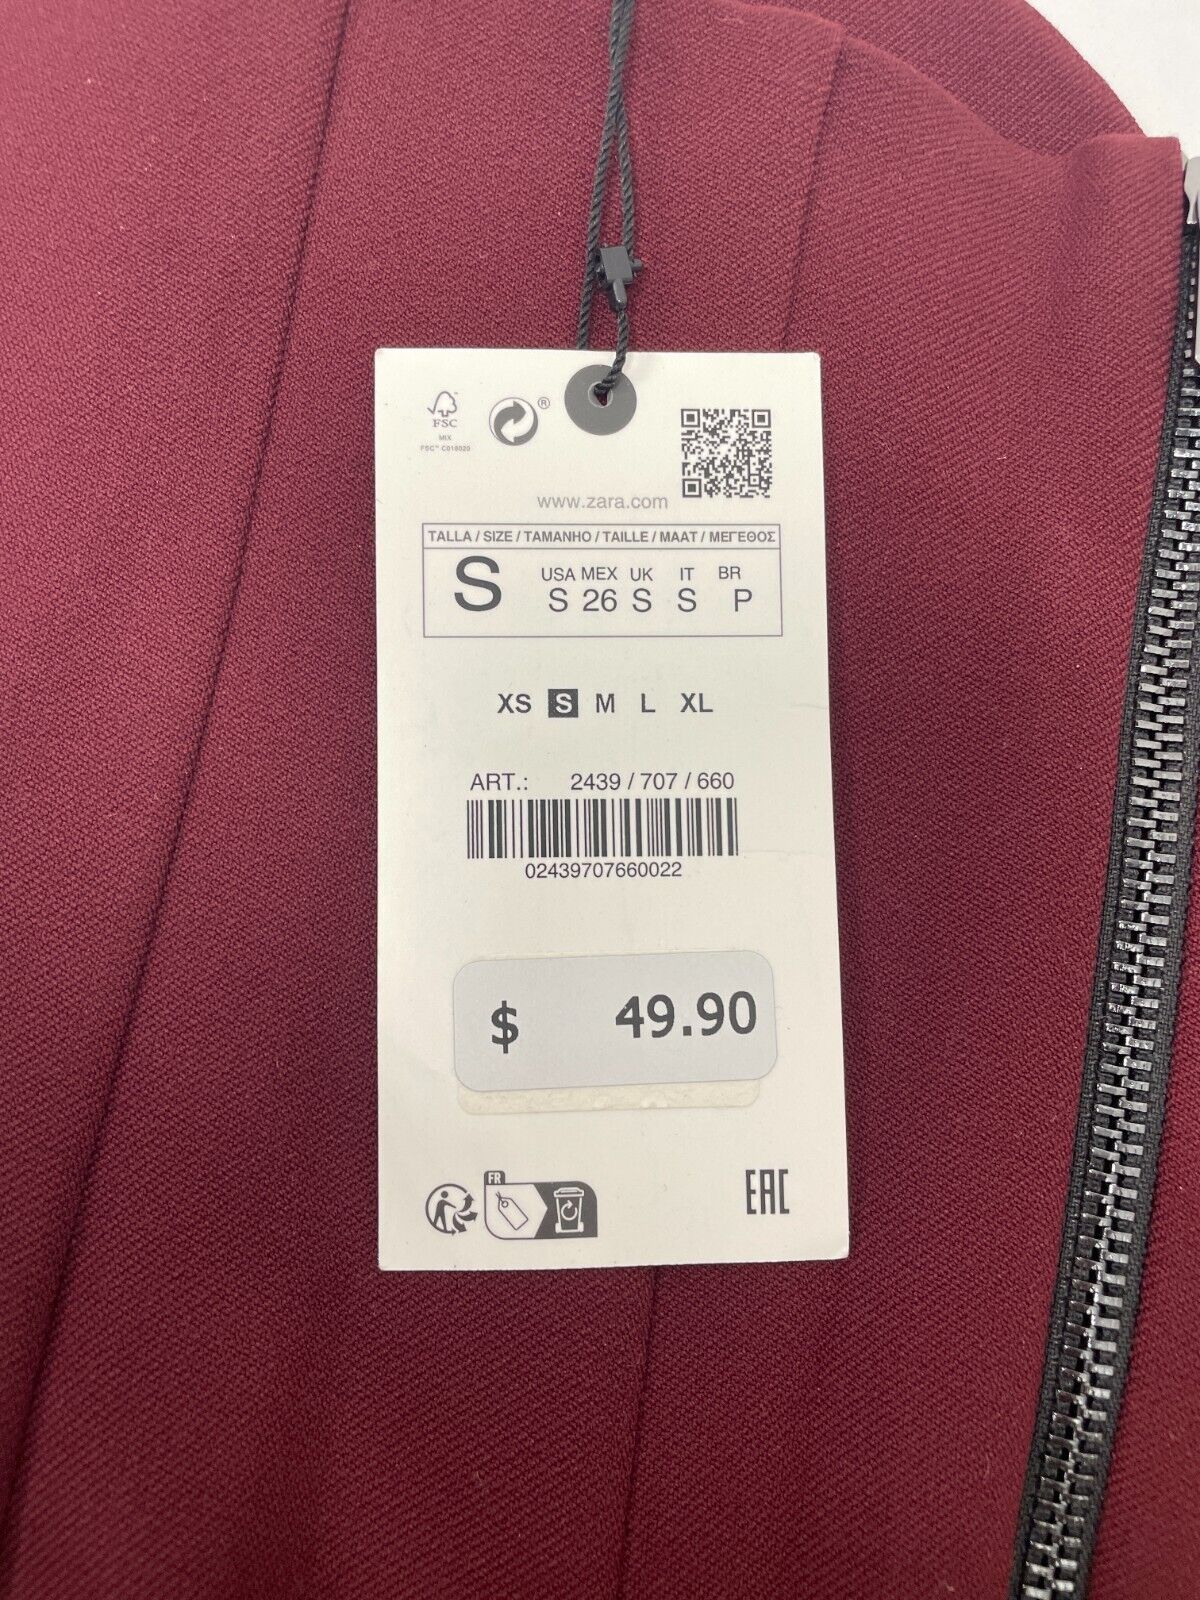 FSC
MIX
FSC™ C018020
®
www.zara.com
TALLA / SIZE / TAMANHO / TAILLE / MAAT / ΜΕΓΕΘΟΣ
S
USA MEX UK IT BR
S 26 S S P
XS S M L XL
ART.: 2439 / 707 / 660
02439707660022
$ 49.90
FR
EAC